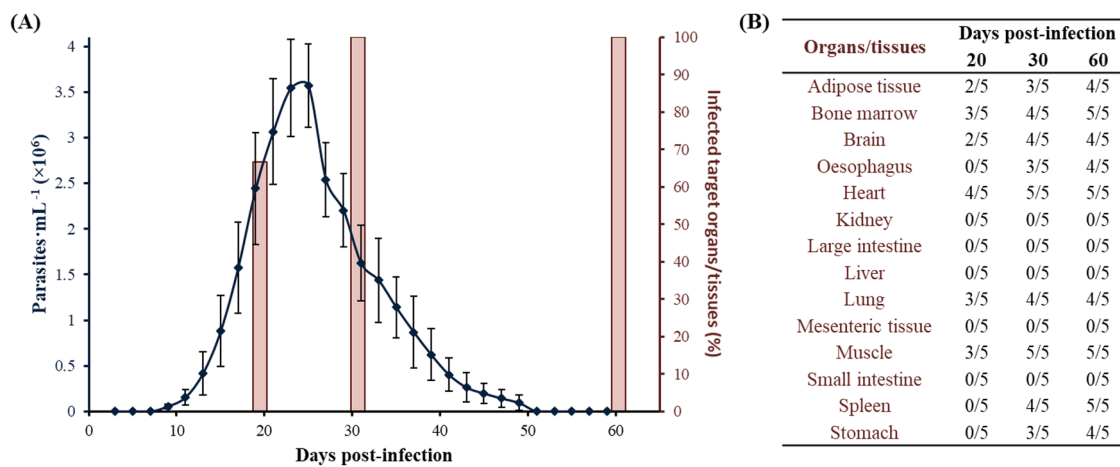 (A)
4
3.5
3
2.5
2
1.5
1
0.5
0
Parasites·mL⁻¹ (×10⁶)
0 10 20 30 40 50 60
Days post-infection
100
90
80
70
60
50
40
30
20
10
0
Infected target organs/tissues (%)
(B)
Organs/tissues Days post-infection
20 30 60
Adipose tissue 2/5 3/5 4/5
Bone marrow 3/5 4/5 5/5
Brain 2/5 4/5 4/5
Oesophagus 0/5 3/5 4/5
Heart 4/5 5/5 5/5
Kidney 0/5 0/5 0/5
Large intestine 0/5 0/5 0/5
Liver 0/5 0/5 0/5
Lung 3/5 4/5 4/5
Mesenteric tissue 0/5 0/5 0/5
Muscle 3/5 5/5 5/5
Small intestine 0/5 0/5 0/5
Spleen 0/5 4/5 5/5
Stomach 0/5 3/5 4/5